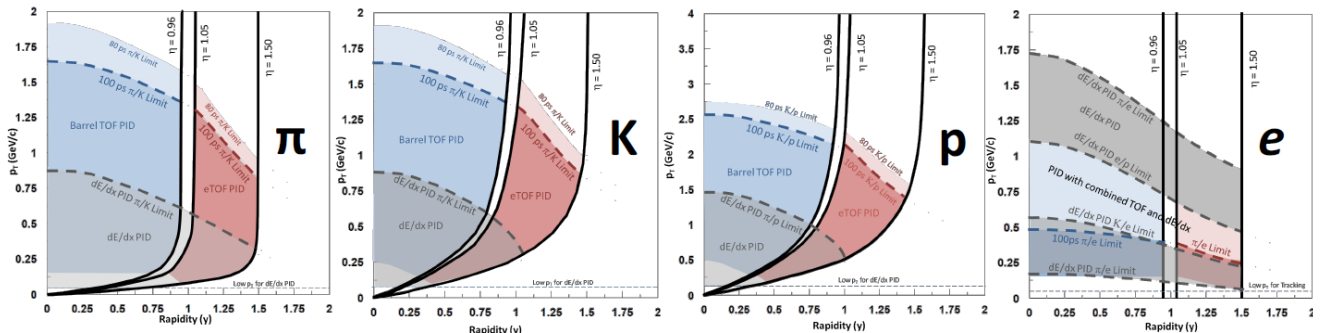 2
1.75
1.5
1.25
1
0.75
0.5
0.25
0
pT (GeV/c)
80 ps π/K Limit
100 ps π/K Limit
Barrel TOF PID
dE/dx PID π/K Limit
dE/dx PID
η = 0.96
η = 1.05
η = 1.50
80 ps π/K Limit
100 ps π/K Limit
eTOF PID
π
Low pT for dE/dx PID
0 0.25 0.5 0.75 1 1.25 1.5 1.75 2
Rapidity (y)
2
1.75
1.5
1.25
1
0.75
0.5
0.25
0
pT (GeV/c)
80 ps π/K Limit
100 ps π/K Limit
Barrel TOF PID
dE/dx PID π/K Limit
dE/dx PID
η = 0.96
η = 1.05
η = 1.50
80 ps π/K Limit
100 ps π/K Limit
eTOF PID
K
Low pT for dE/dx PID
0 0.25 0.5 0.75 1 1.25 1.5 1.75 2
Rapidity (y)
4
3.5
3
2.5
2
1.5
1
0.5
0
pT (GeV/c)
80 ps K/p Limit
100 ps K/p Limit
Barrel TOF PID
dE/dx PID π/p Limit
dE/dx PID
η = 0.96
η = 1.05
η = 1.50
80 ps K/p Limit
100 ps K/p Limit
eTOF PID
p
Low pT for dE/dx PID
0 0.25 0.5 0.75 1 1.25 1.5 1.75 2
Rapidity (y)
2
1.75
1.5
1.25
1
0.75
0.5
0.25
0
pT (GeV/c)
dE/dx PID π/e Limit
dE/dx PID
dE/dx PID e/p Limit
PID with combined TOF and dE/dx
dE/dx PID K/e Limit
100ps π/e Limit
dE/dx PID π/e Limit
η = 0.96
η = 1.05
η = 1.50
π/e Limit
e
Low pT for Tracking
0 0.25 0.5 0.75 1 1.25 1.5 1.75 2
Rapidity (y)